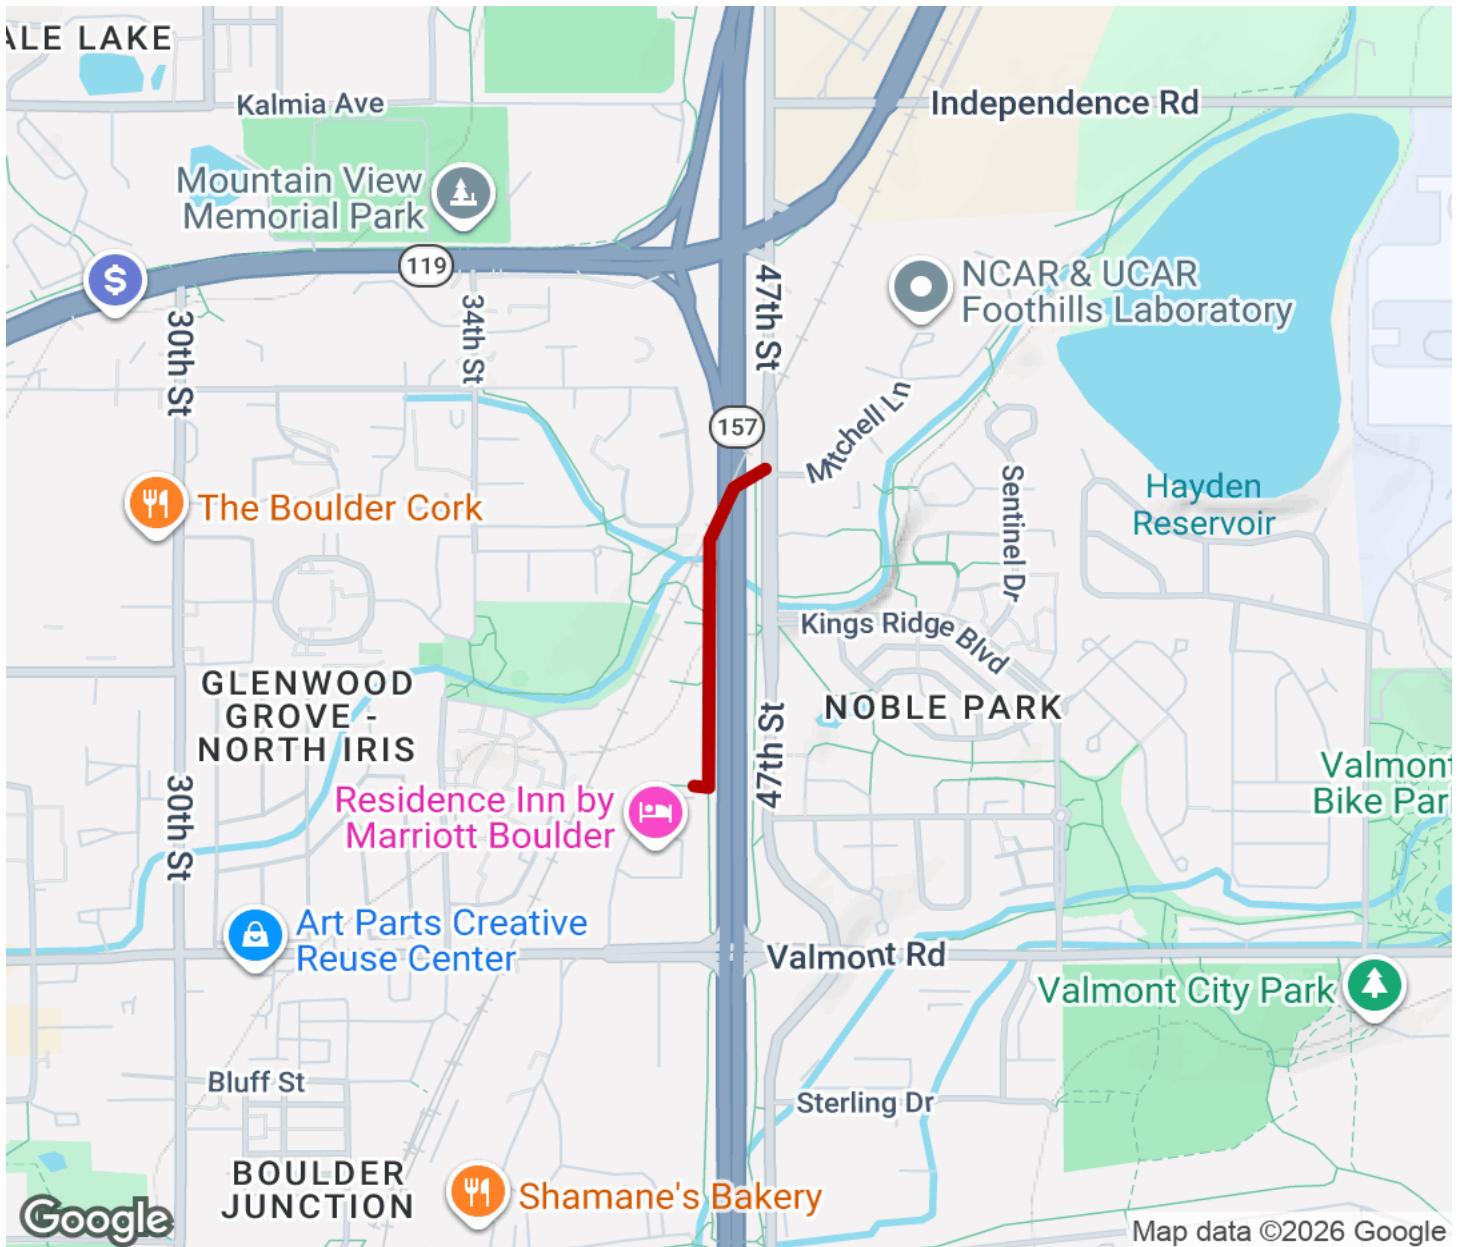 ALE LAKE
Kalmia Ave
Independence Rd
Mountain View
Memorial Park
119
$
47th St
NCAR & UCAR
Foothills Laboratory
30th St
34th St
157
Mitchell Ln
The Boulder Cork
Sentinel Dr
Hayden
Reservoir
Kings Ridge Blvd
GLENWOOD
GROVE -
NORTH IRIS
NOBLE PARK
47th St
Valmont
Bike Par
30th St
Residence Inn by
Marriott Boulder
Art Parts Creative
Reuse Center
Valmont Rd
Valmont City Park
Bluff St
Sterling Dr
BOULDER
JUNCTION
Shamane's Bakery
Google
Map data ©2026 Google